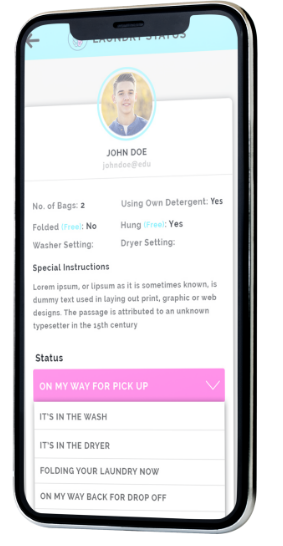 LAUNDRY STATUS
JOHN DOE
johndoe@edu
No. of Bags: 2 Using Own Detergent: Yes
Folded (Free): No Hung (Free): Yes
Washer Setting: Dryer Setting:
Special Instructions
Lorem ipsum, or lipsum as it is sometimes known, is
dummy text used in laying out print, graphic or web
designs. The passage is attributed to an unknown
typesetter in the 15th century
Status
ON MY WAY FOR PICK UP
IT'S IN THE WASH
IT'S IN THE DRYER
FOLDING YOUR LAUNDRY NOW
ON MY WAY BACK FOR DROP OFF